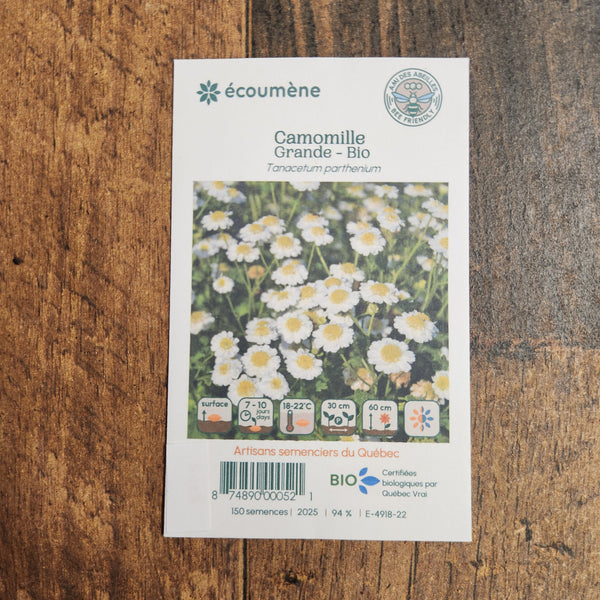 écoumène
AMI DES ABEILLES
BEE FRIENDLY
Camomille
Grande - Bio
Tanacetum parthenium
surface
7 - 10
jours
days
18-22°C
30 cm
P
60 cm
Artisans semenciers du Québec
8 74890 00052 1
BIO
Certifiées
biologiques par
Québec Vrai
150 semences | 2025 | 94 % | E-4918-22